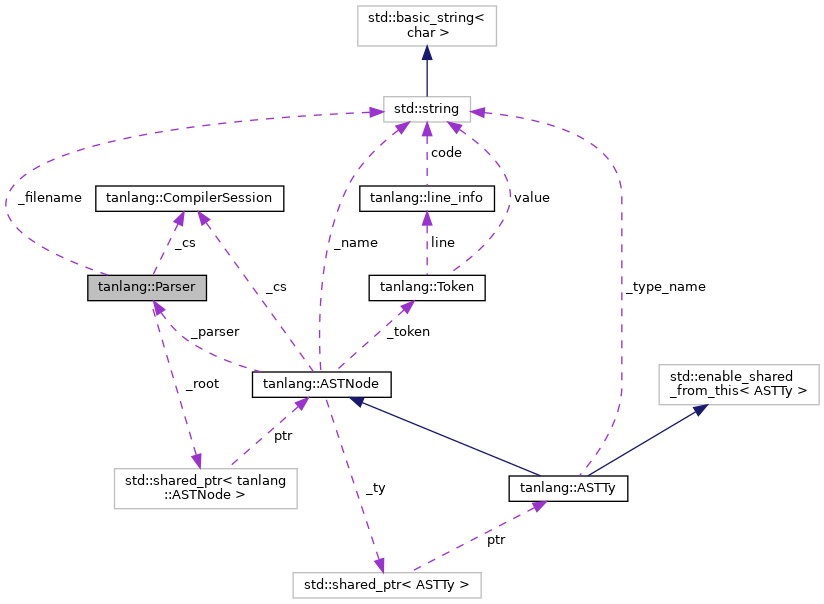 std::basic_string<
char >
std::string
code
_filename
tanlang::CompilerSession
tanlang::line_info
value
_cs
_name
line
tanlang::Parser
_cs
tanlang::Token
_type_name
_parser
_token
_root
tanlang::ASTNode
std::enable_shared
_from_this< ASTTy >
ptr
std::shared_ptr< tanlang
::ASTNode >
_ty
tanlang::ASTTy
ptr
std::shared_ptr< ASTTy >